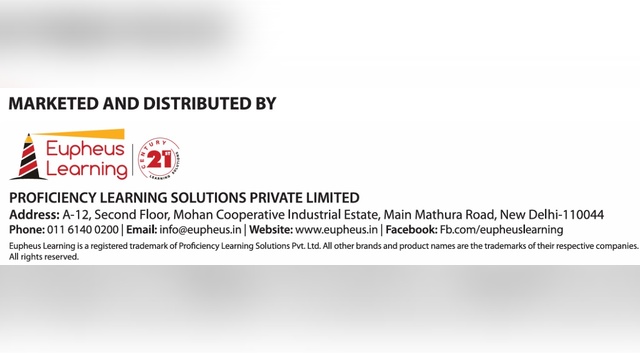 MARKETED AND DISTRIBUTED BY
Eupheus
Learning
CENTURY
21st
LEARNING SOLUTIONS
PROFICIENCY LEARNING SOLUTIONS PRIVATE LIMITED
Address: A-12, Second Floor, Mohan Cooperative Industrial Estate, Main Mathura Road, New Delhi-110044
Phone: 011 6140 0200 | Email: info@eupheus.in | Website: www.eupheus.in | Facebook: Fb.com/eupheuslearning
Eupheus Learning is a registered trademark of Proficiency Learning Solutions Pvt. Ltd. All other brands and product names are the trademarks of their respective companies.
All rights reserved.